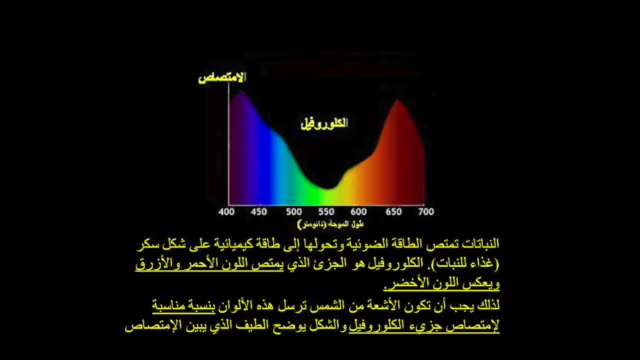 الامتصاص
الكلوروفيل
400 450 500 550 600 650 700
طول الموجة (نانومتر)
النباتات تمتص الطاقة الضوئية وتحولها إلى طاقة كيميائية على شكل سكر
(غذاء للنبات). الكلوروفيل هو الجزئ الذي يمتص اللون الأحمر والأزرق
ويعكس اللون الأخضر.
لذلك يجب أن تكون الأشعة من الشمس ترسل هذه الألوان بنسبة مناسبة
لإمتصاص جزيء الكلوروفيل والشكل يوضح الطيف الذي يبين الإمتصاص